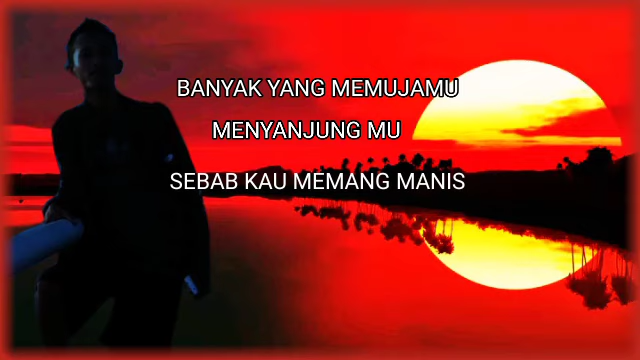 BANYAK YANG MEMUJAMU
MENYANJUNG MU
SEBAB KAU MEMANG MANIS